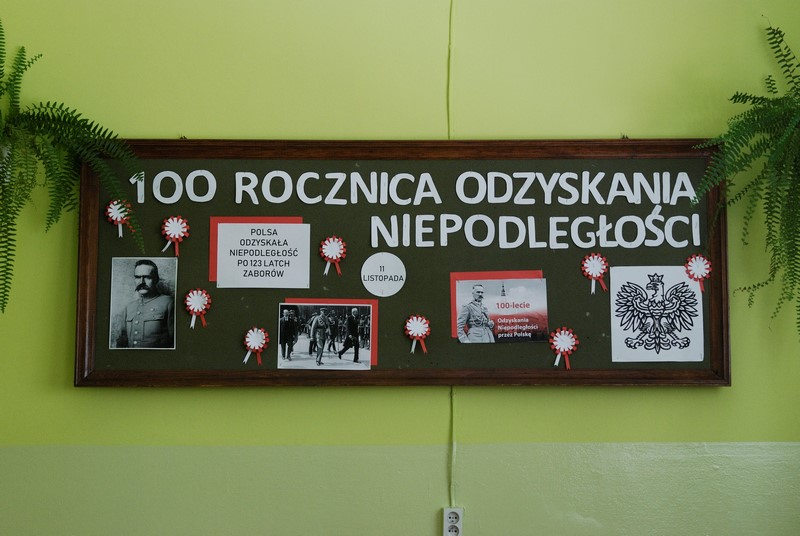 100 ROCZNICA ODZYSKANIA
NIEPODLEGŁOŚCI
POLSA
ODZYSKAŁA
NIEPODLEGŁOŚĆ
PO 123 LATCH
ZABORÓW
11
LISTOPADA
100-lecie
Odzyskania
Niepodległości
przez Polskę